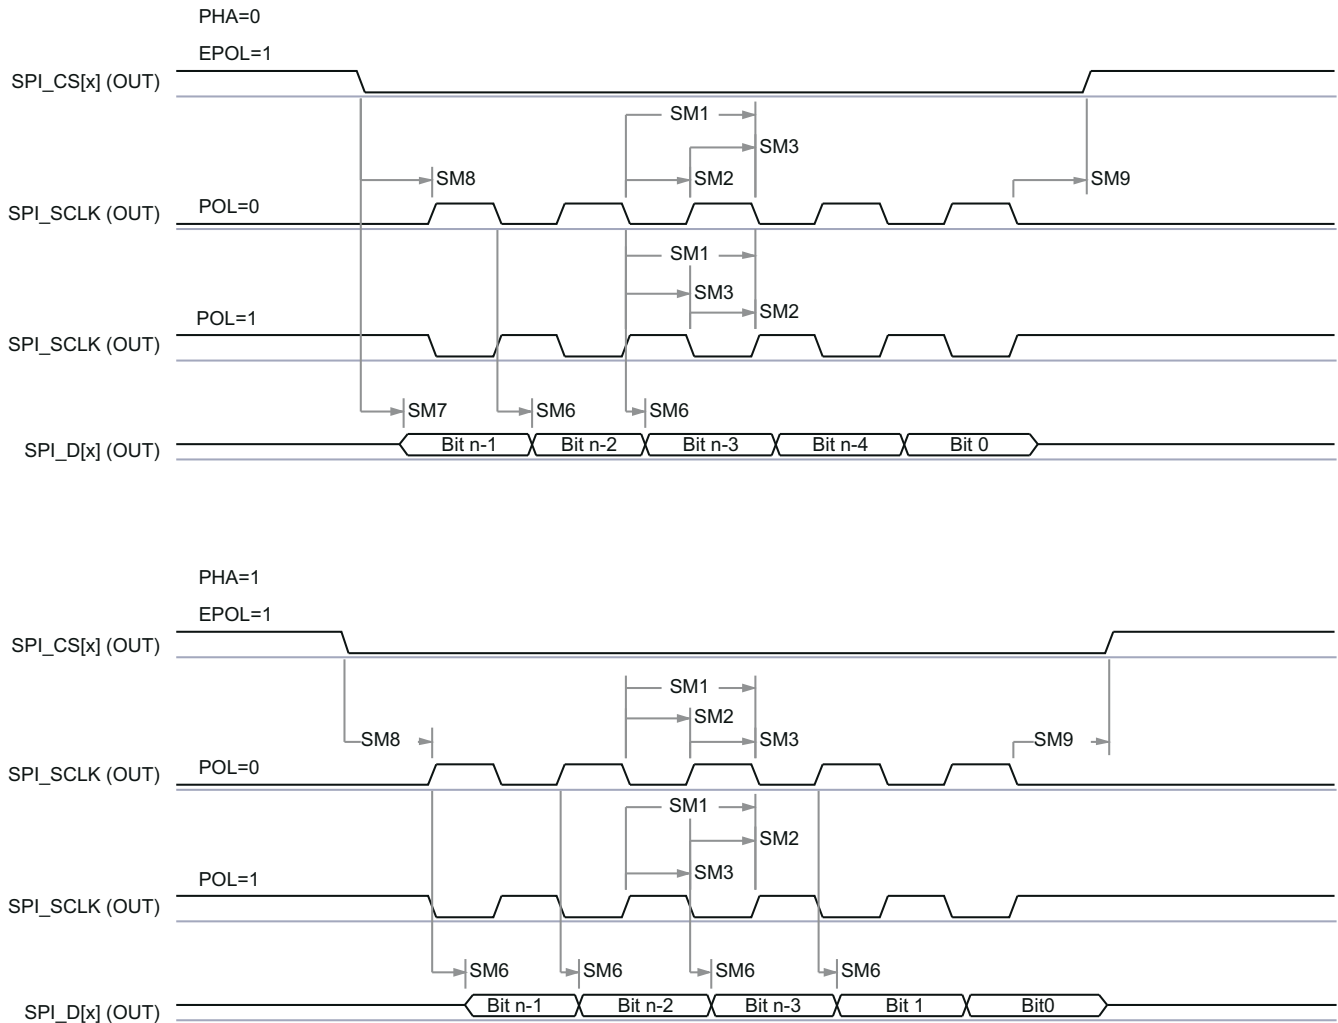 PHA=0
EPOL=1
SPI_CS[x] (OUT)
SM1
SM3
SM8
SM2
SM9
SPI_SCLK (OUT)
POL=0
SM1
SM3
SM2
POL=1
SPI_SCLK (OUT)
SM7
SM6
SM6
SPI_D[x] (OUT)
Bit n-1
Bit n-2
Bit n-3
Bit n-4
Bit 0
PHA=1
EPOL=1
SPI_CS[x] (OUT)
SM1
SM2
SM8
SM3
SM9
SPI_SCLK (OUT)
POL=0
SM1
SM2
SM3
POL=1
SPI_SCLK (OUT)
SM6
SM6
SM6
SM6
SPI_D[x] (OUT)
Bit n-1
Bit n-2
Bit n-3
Bit 1
Bit0